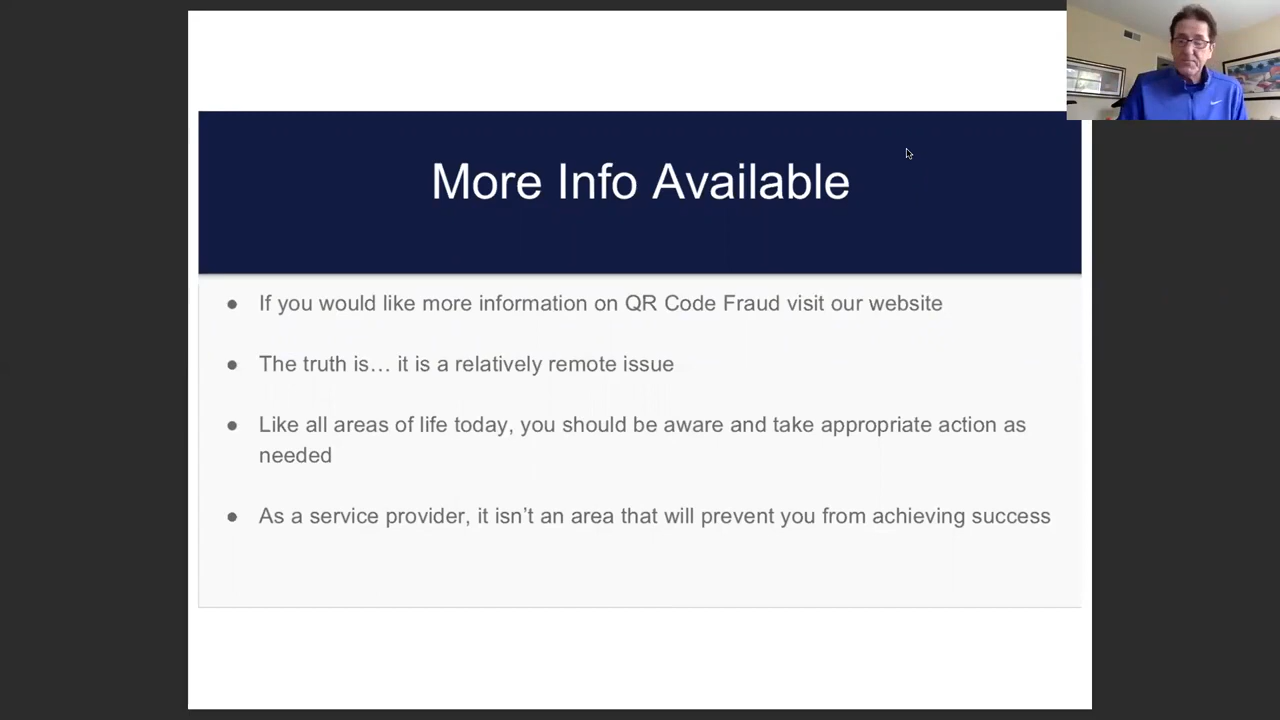 More Info Available
● If you would like more information on QR Code Fraud visit our website
● The truth is… it is a relatively remote issue
● Like all areas of life today, you should be aware and take appropriate action as
needed
● As a service provider, it isn’t an area that will prevent you from achieving success